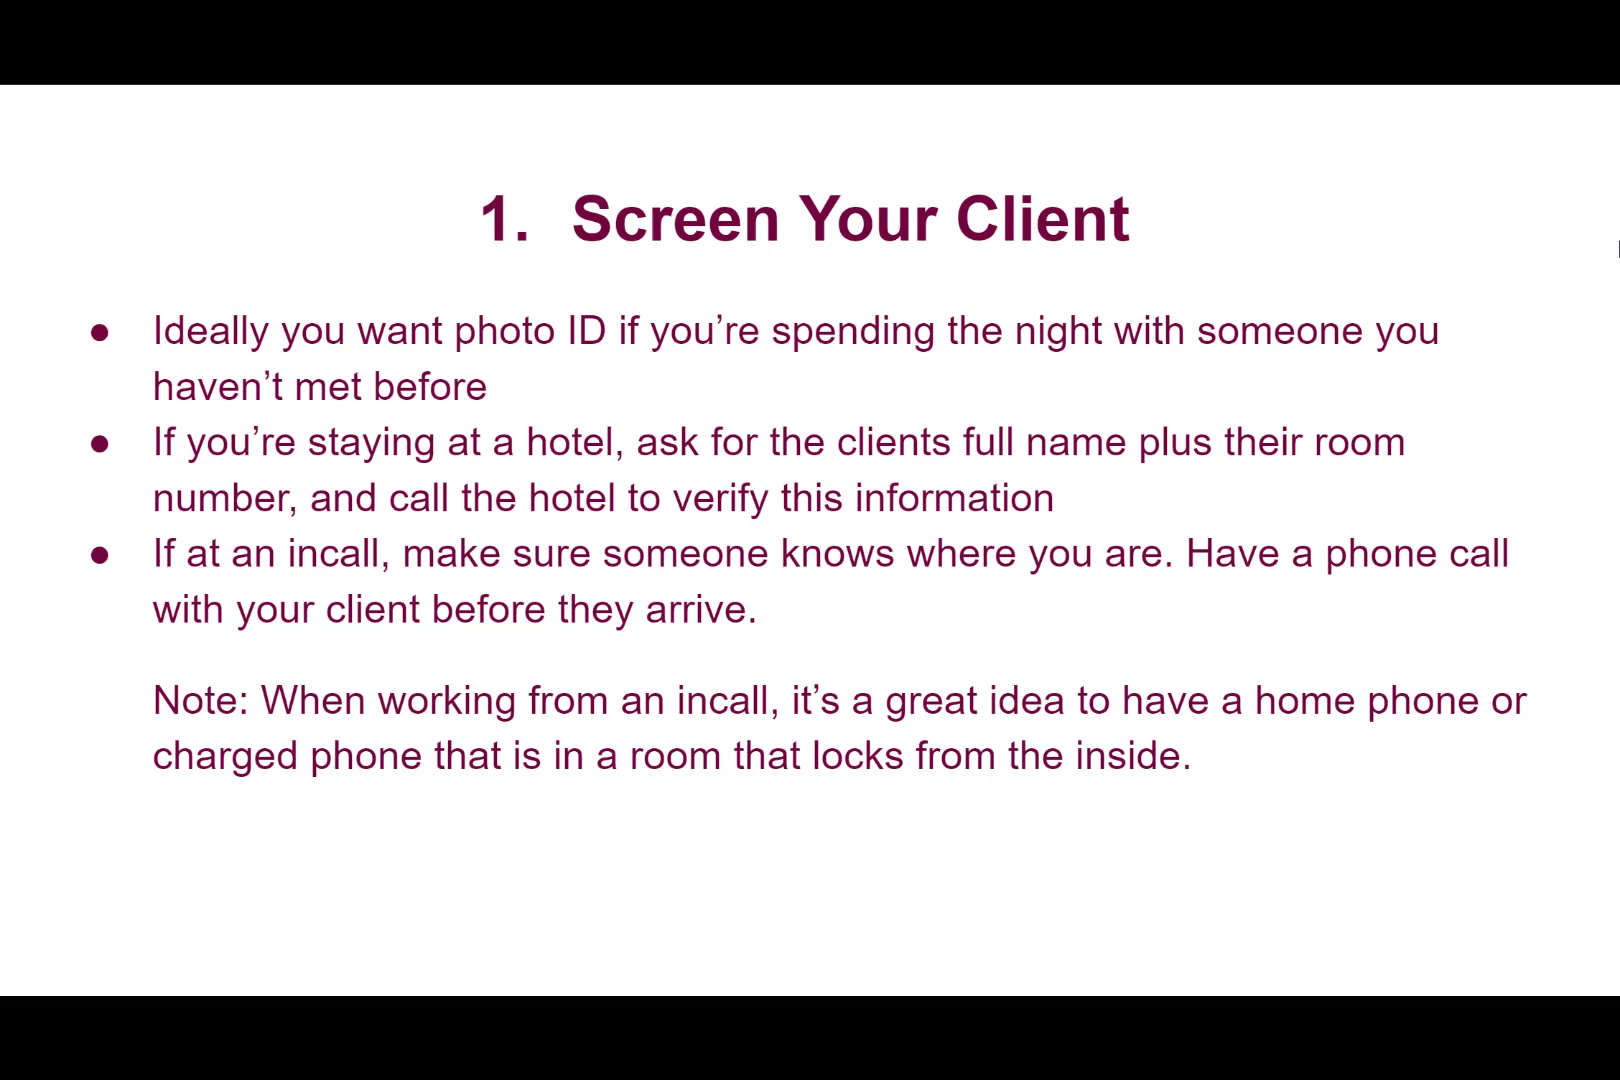 1. Screen Your Client
● Ideally you want photo ID if you’re spending the night with someone you
haven’t met before
● If you’re staying at a hotel, ask for the clients full name plus their room
number, and call the hotel to verify this information
● If at an incall, make sure someone knows where you are. Have a phone call
with your client before they arrive.
Note: When working from an incall, it’s a great idea to have a home phone or
charged phone that is in a room that locks from the inside.